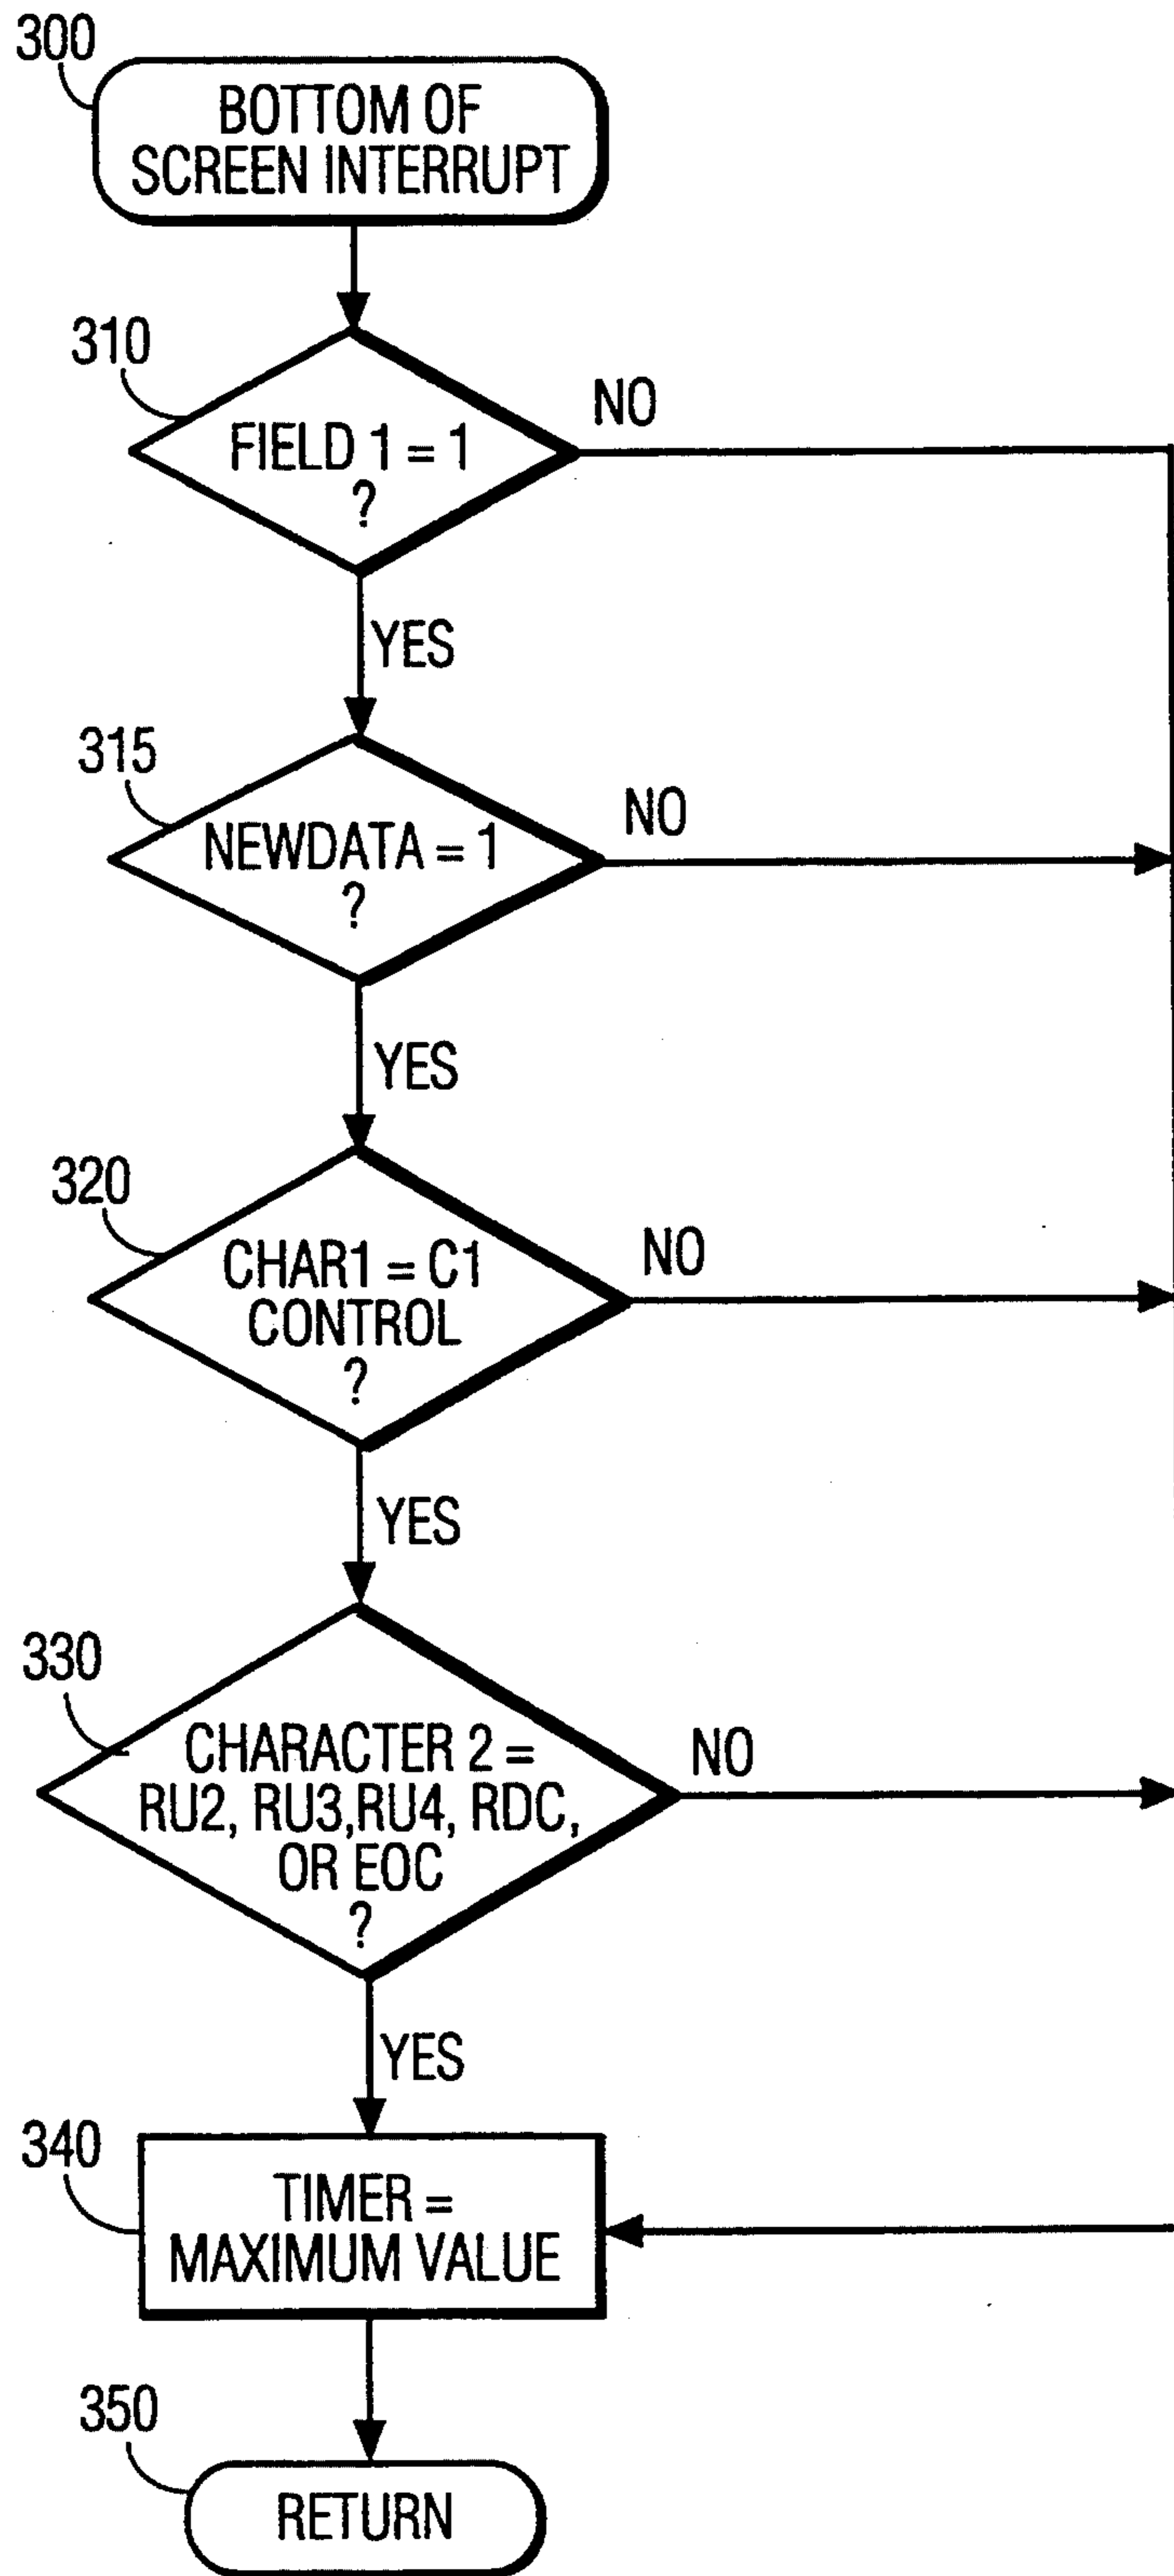 300
BOTTOM OF
SCREEN INTERRUPT
310
FIELD 1 = 1
?
NO
YES
315
NEWDATA = 1
?
NO
YES
320
CHAR1 = C1
CONTROL
?
NO
YES
330
CHARACTER 2 =
RU2, RU3,RU4, RDC,
OR EOC
?
NO
YES
340
TIMER =
MAXIMUM VALUE
350
RETURN